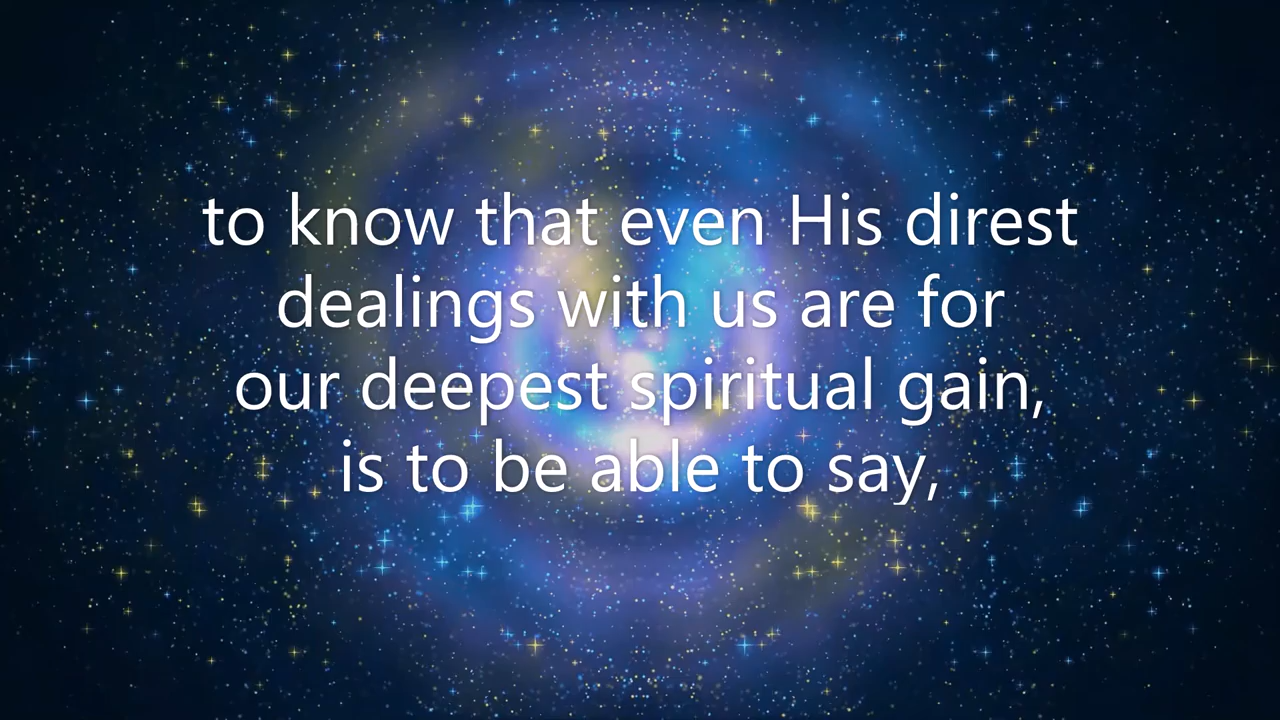 to know that even His direst
dealings with us are for
our deepest spiritual gain,
is to be able to say,